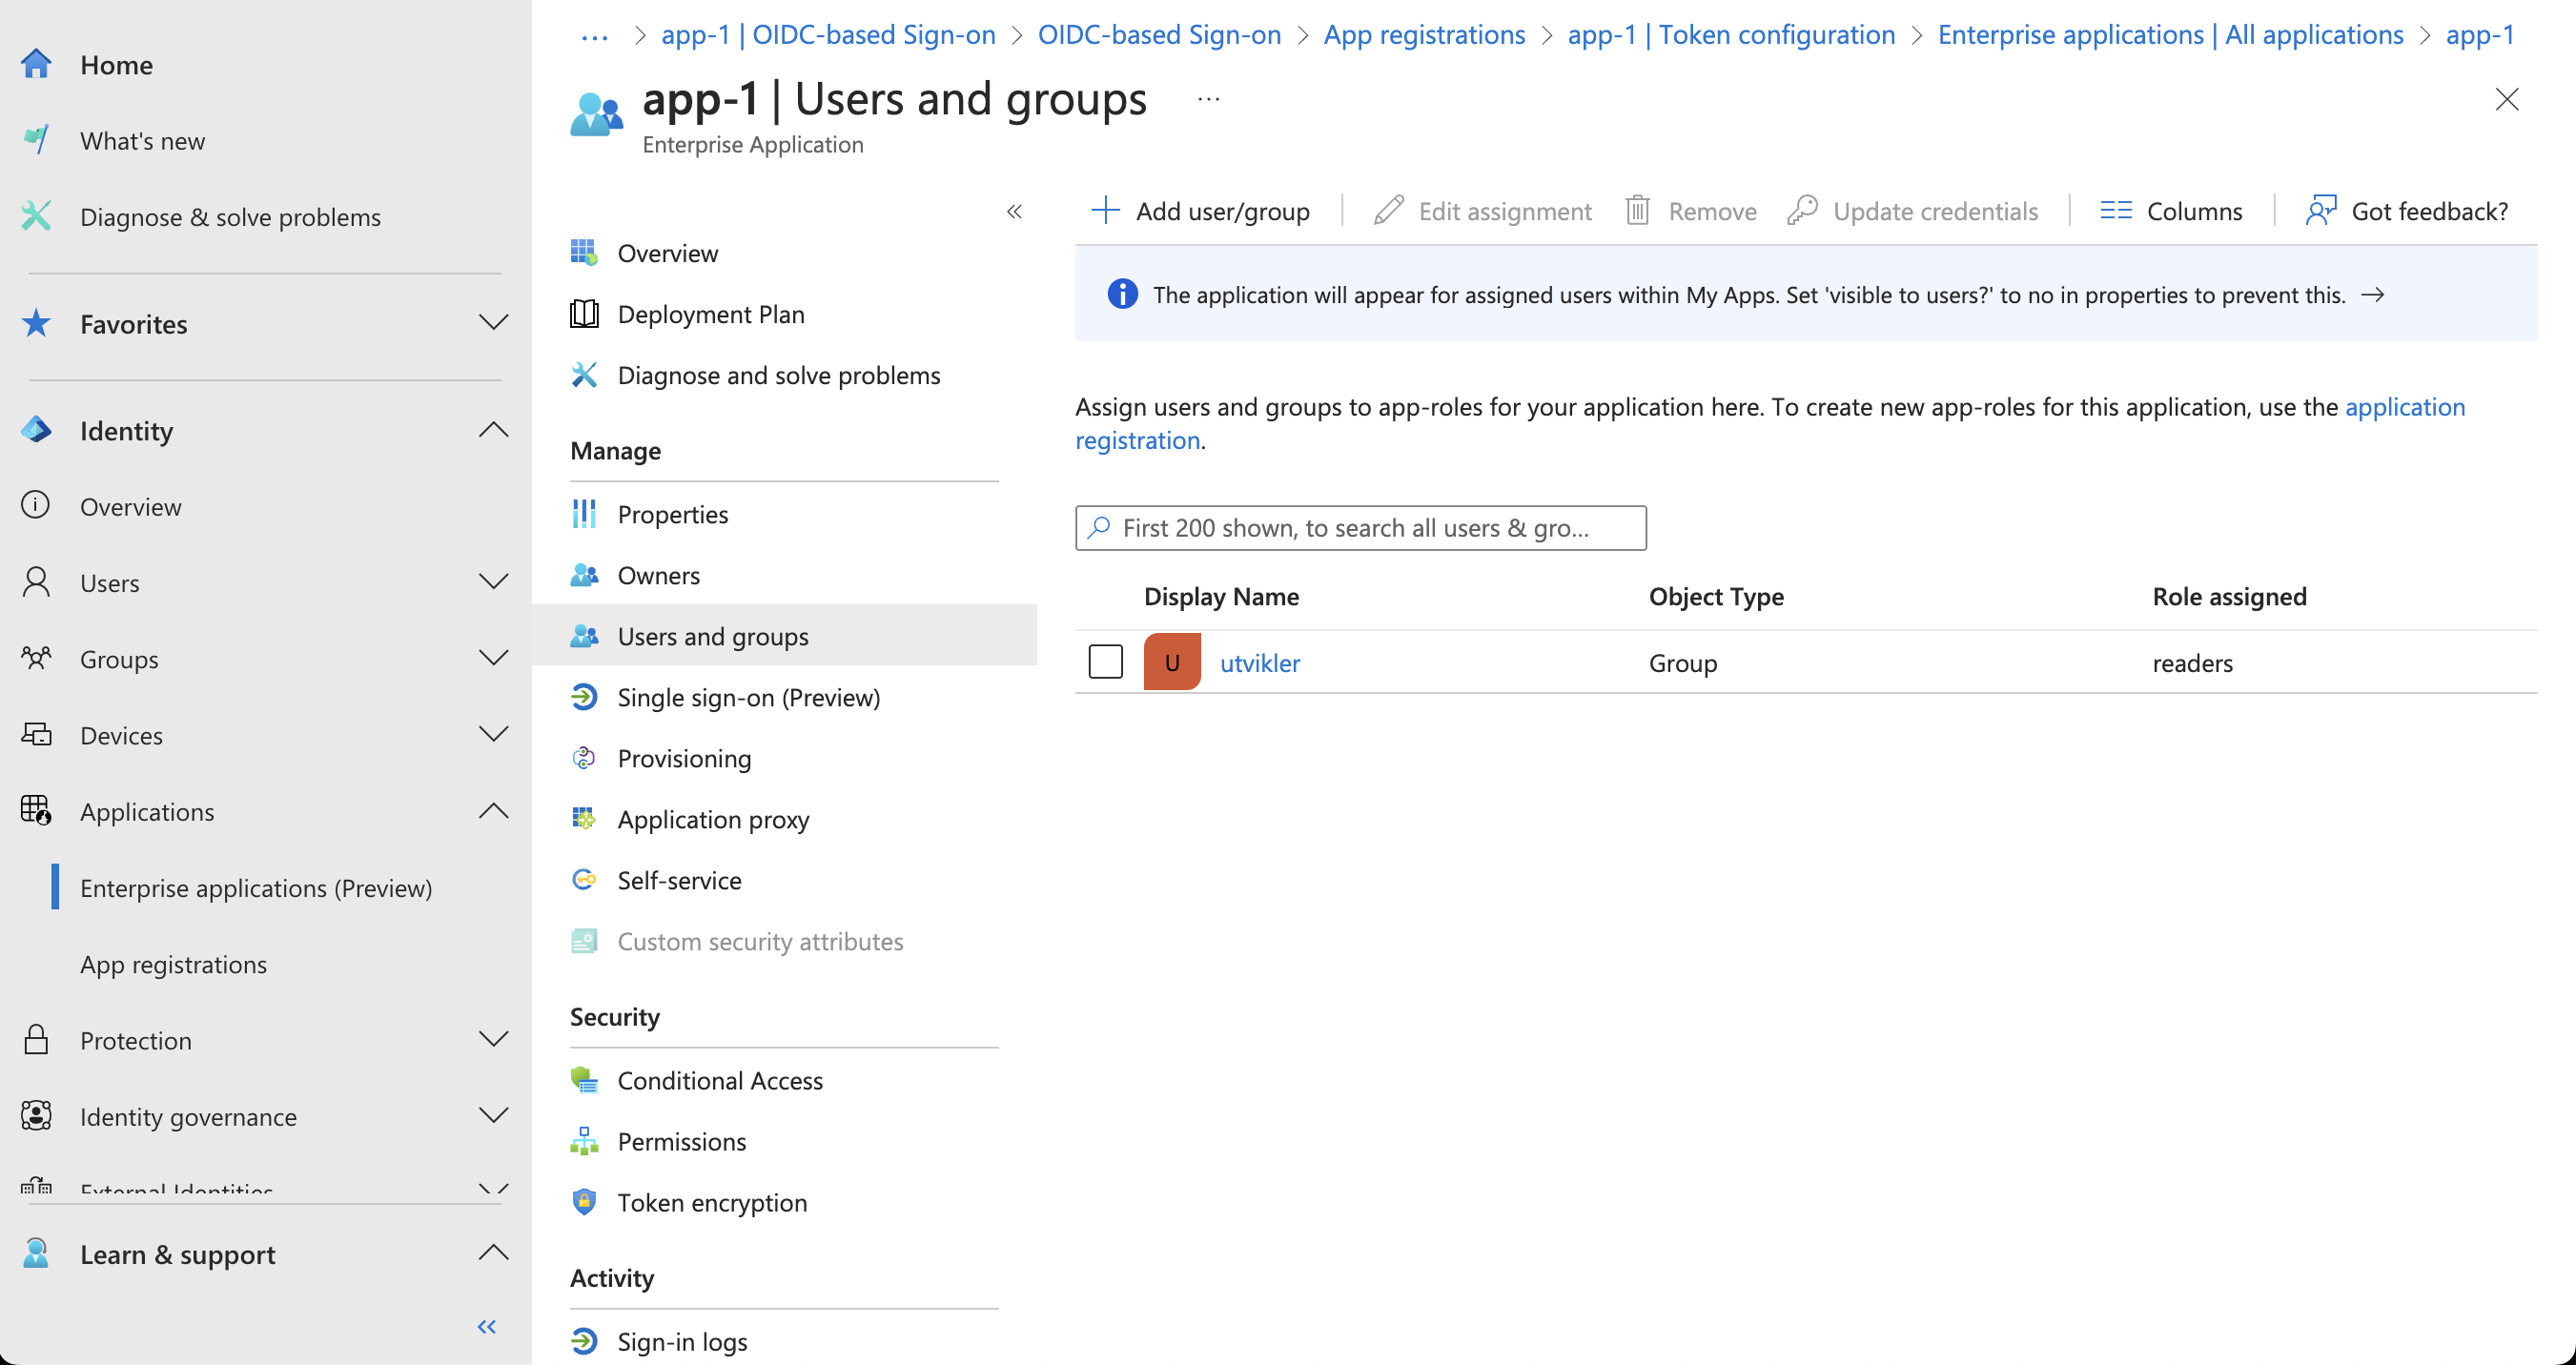 Home
What's new
Diagnose & solve problems
Favorites
Identity
Overview
Users
Groups
Devices
Applications
Enterprise applications (Preview)
App registrations
Protection
Identity governance
External Identities
Learn & support
... > app-1 | OIDC-based Sign-on > OIDC-based Sign-on > App registrations > app-1 | Token configuration > Enterprise applications | All applications > app-1
app-1 | Users and groups ...
Enterprise Application
Overview
Deployment Plan
Diagnose and solve problems
Manage
Properties
Owners
Users and groups
Single sign-on (Preview)
Provisioning
Application proxy
Self-service
Custom security attributes
Security
Conditional Access
Permissions
Token encryption
Activity
Sign-in logs
Add user/group Edit assignment Remove Update credentials Columns Got feedback?
The application will appear for assigned users within My Apps. Set 'visible to users?' to no in properties to prevent this. →
Assign users and groups to app-roles for your application here. To create new app-roles for this application, use the application
registration.
First 200 shown, to search all users & gro...
Display Name Object Type Role assigned
U utvikler Group readers